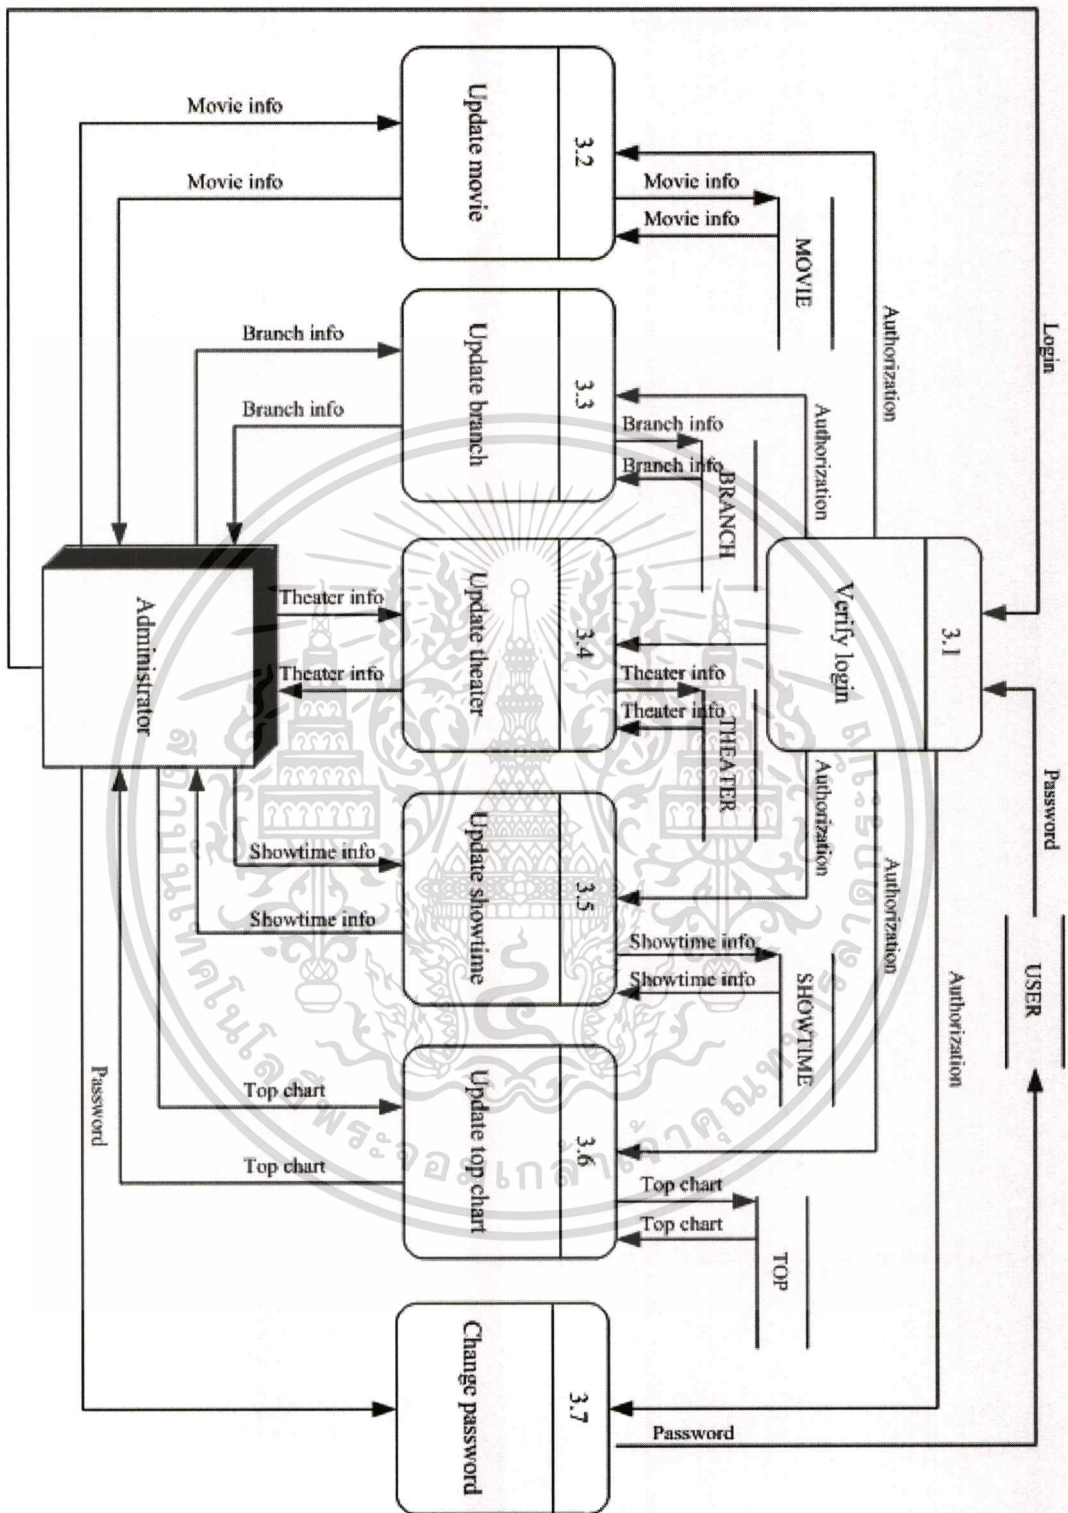 Login
Movie info
Movie info
3.2
Update movie
Movie info
Movie info
MOVIE
Authorization
Branch info
Branch info
3.3
Update branch
Branch info
Branch info
BRANCH
Authorization
3.1
Verify login
Administrator
Theater info
Theater info
3.4
Update theater
Theater info
Theater info
THEATER
Authorization
Password
USER
Showtime info
Showtime info
3.5
Update showtime
Showtime info
Showtime info
SHOWTIME
Authorization
Authorization
Top chart
Top chart
3.6
Update top chart
Top chart
Top chart
TOP
Password
3.7
Change password
Password